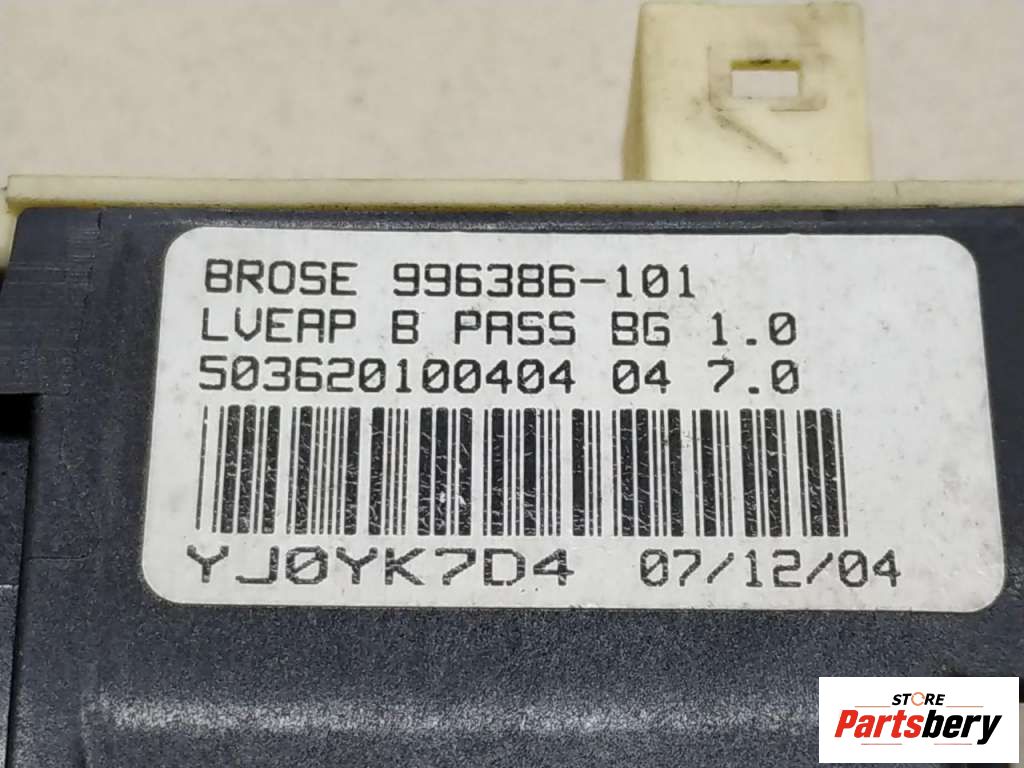 BROSE 996386-101
LVEAP B PASS BG 1.0
503620100404 04 7.0
YJ0YK7D4 07/12/04
STORE
Partsbery